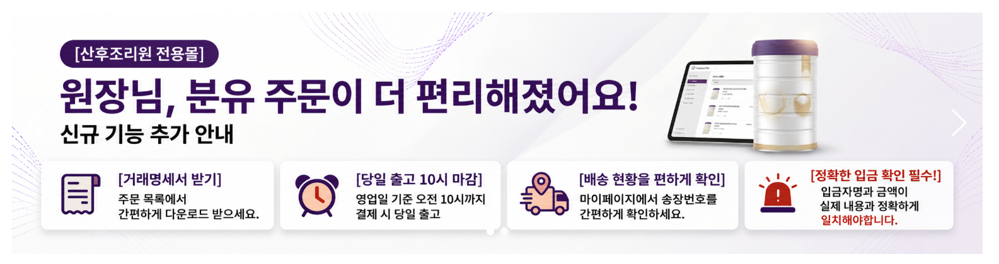 [산후조리원 전용몰]
원장님, 분유 주문이 더 편리해졌어요!
신규 기능 추가 안내
[거래명세서 받기]
주문 목록에서
간편하게 다운로드 받으세요.
[당일 출고 10시 마감]
영업일 기준 오전 10시까지
결제 시 당일 출고
[배송 현황을 편하게 확인]
마이페이지에서 송장번호를
간편하게 확인하세요.
[정확한 입금 확인 필수!]
입금자명과 금액이
실제 내용과 정확하게
일치해야합니다.